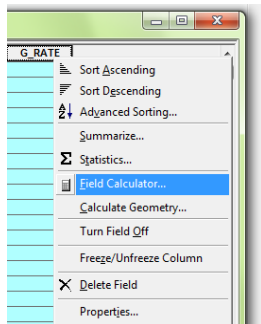 G_RATE
Sort Ascending
Sort Descending
Advanced Sorting...
Summarize...
Σ Statistics...
Field Calculator...
Calculate Geometry...
Turn Field Off
Freeze/Unfreeze Column
Delete Field
Properties...